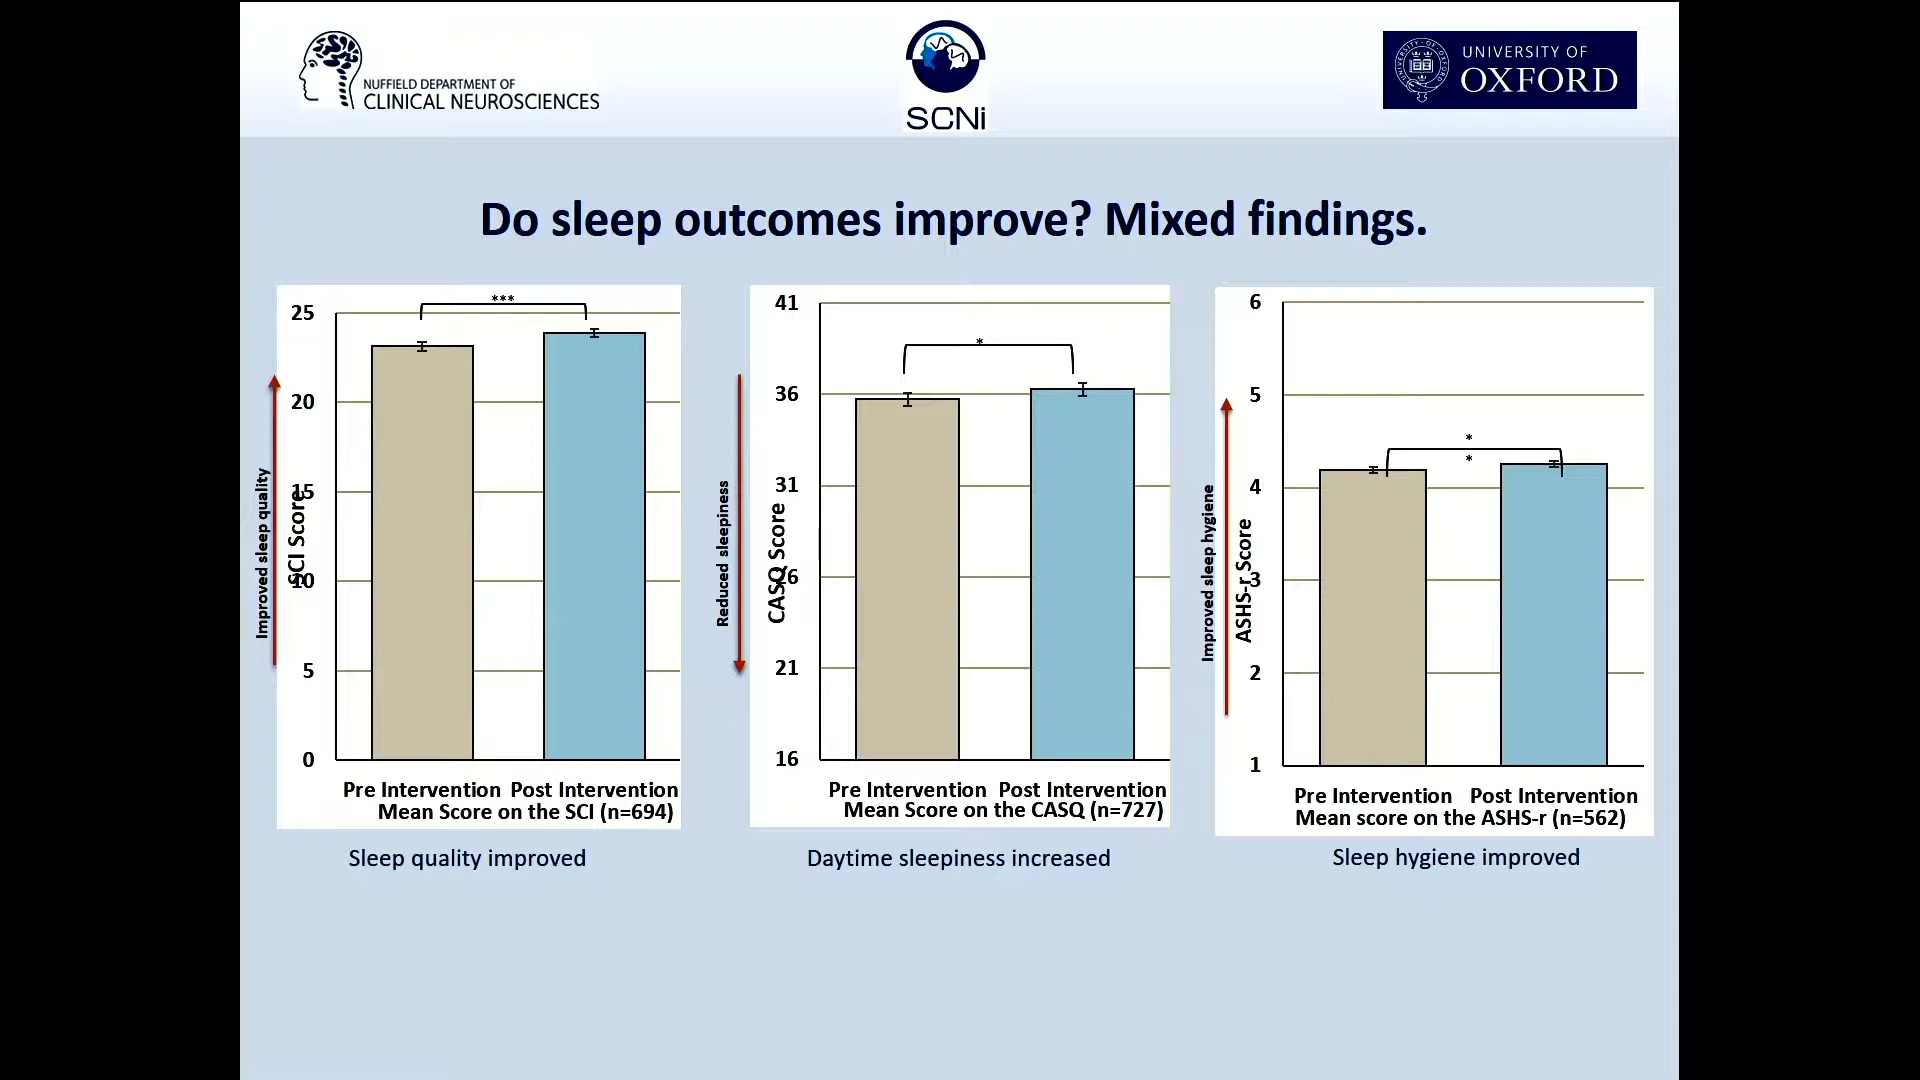 NUFFIELD DEPARTMENT OF
CLINICAL NEUROSCIENCES
SCNi
UNIVERSITY OF
OXFORD
Do sleep outcomes improve? Mixed findings.
Improved sleep quality
SCI Score
25
20
15
10
5
0
***
Pre Intervention Post Intervention
Mean Score on the SCI (n=694)
Sleep quality improved
Reduced sleepiness
CASQ Score
41
36
31
26
21
16
*
Pre Intervention Post Intervention
Mean Score on the CASQ (n=727)
Daytime sleepiness increased
Improved sleep hygiene
ASHS-r Score
6
5
4
3
2
1
*
*
Pre Intervention Post Intervention
Mean score on the ASHS-r (n=562)
Sleep hygiene improved